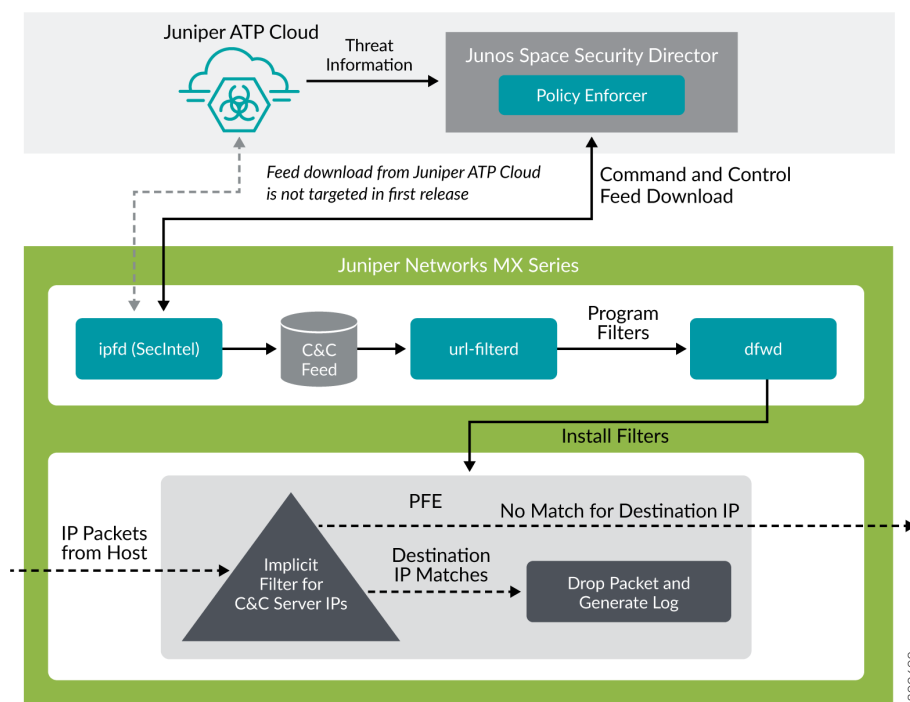 Juniper ATP Cloud
Threat
Information
Junos Space Security Director
Policy Enforcer
Feed download from Juniper ATP Cloud
is not targeted in first release
Command and Control
Feed Download
Juniper Networks MX Series
ipfd (SecIntel)
C&C
Feed
url-filterd
Program
Filters
dfwd
Install Filters
PFE
No Match for Destination IP
IP Packets
from Host
Implicit
Filter for
C&C Server IPs
Destination
IP Matches
Drop Packet and
Generate Log